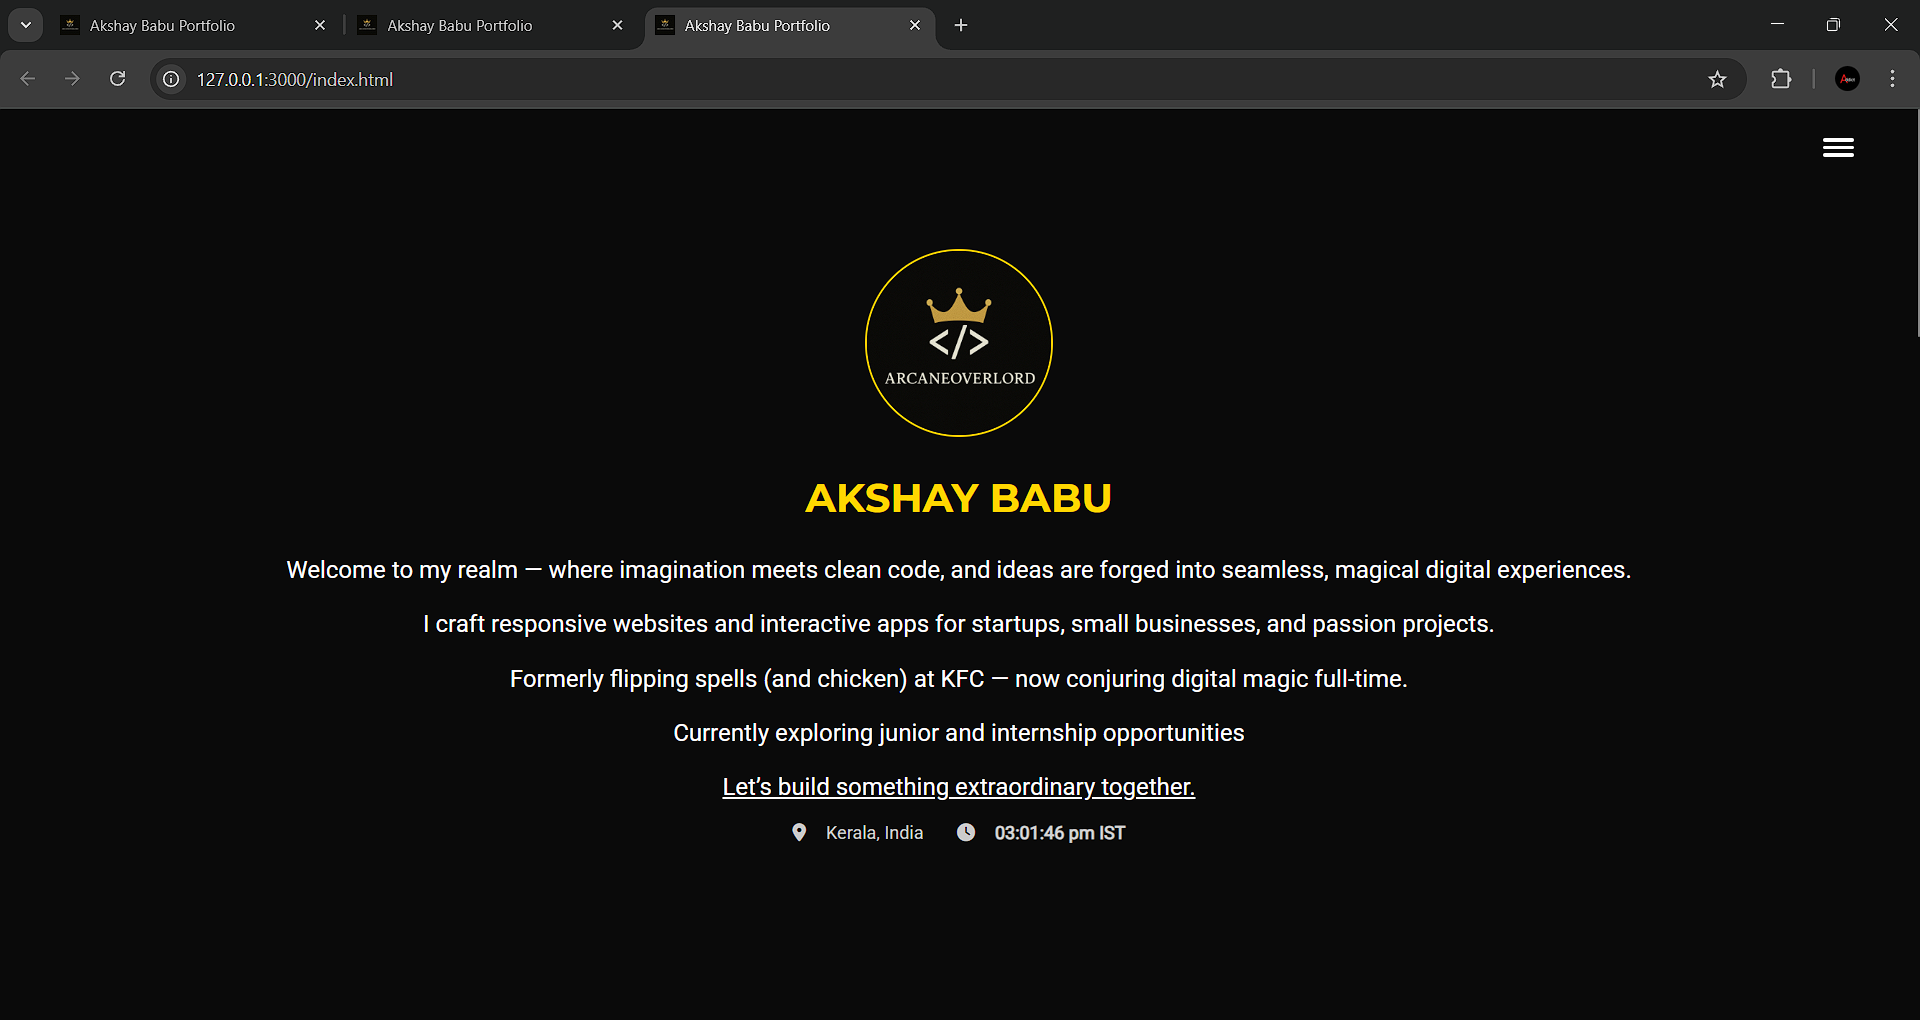 Akshay Babu Portfolio
Akshay Babu Portfolio
Akshay Babu Portfolio
127.0.0.1:3000/index.html
</>
ARCANEOVERLORD
AKSHAY BABU
Welcome to my realm — where imagination meets clean code, and ideas are forged into seamless, magical digital experiences.
I craft responsive websites and interactive apps for startups, small businesses, and passion projects.
Formerly flipping spells (and chicken) at KFC — now conjuring digital magic full-time.
Currently exploring junior and internship opportunities
Let’s build something extraordinary together.
Kerala, India 03:01:46 pm IST